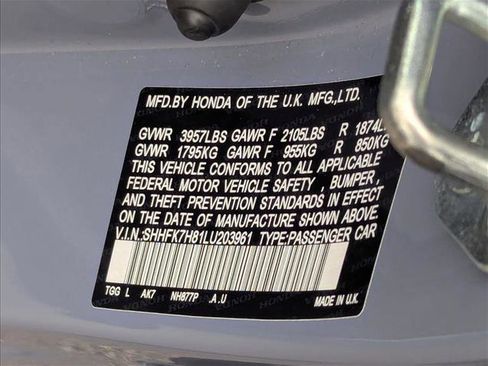 MFD.BY HONDA OF THE U.K. MFG.,LTD.
GVWR 3957LBS GAWR F 2105LBS R 1874L
GVWR 1795KG GAWR F 955KG R 850KG
THIS VEHICLE CONFORMS TO ALL APPLICABLE
FEDERAL MOTOR VEHICLE SAFETY , BUMPER,
AND THEFT PREVENTION STANDARDS IN EFFECT
ON THE DATE OF MANUFACTURE SHOWN ABOVE.
V.I.N.:SHHFK7H81LU203961 TYPE:PASSENGER CAR
TGG L AK7 NH877P .A.U MADE IN U.K.